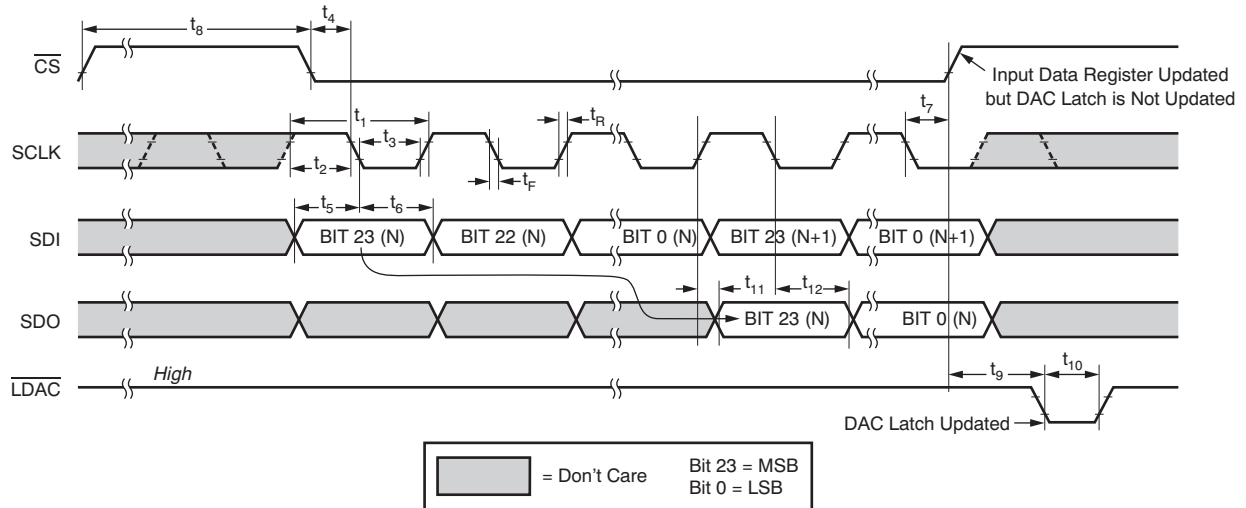 t8
t4
CS
Input Data Register Updated
but DAC Latch is Not Updated
t1
t7
tR
t3
SCLK
t2
tF
t5
t6
SDI
BIT 23 (N)
BIT 22 (N)
BIT 0 (N)
BIT 23 (N+1)
BIT 0 (N+1)
t11
t12
SDO
BIT 23 (N)
BIT 0 (N)
High
t9
t10
LDAC
DAC Latch Updated
= Don't Care
Bit 23 = MSB
Bit 0 = LSB